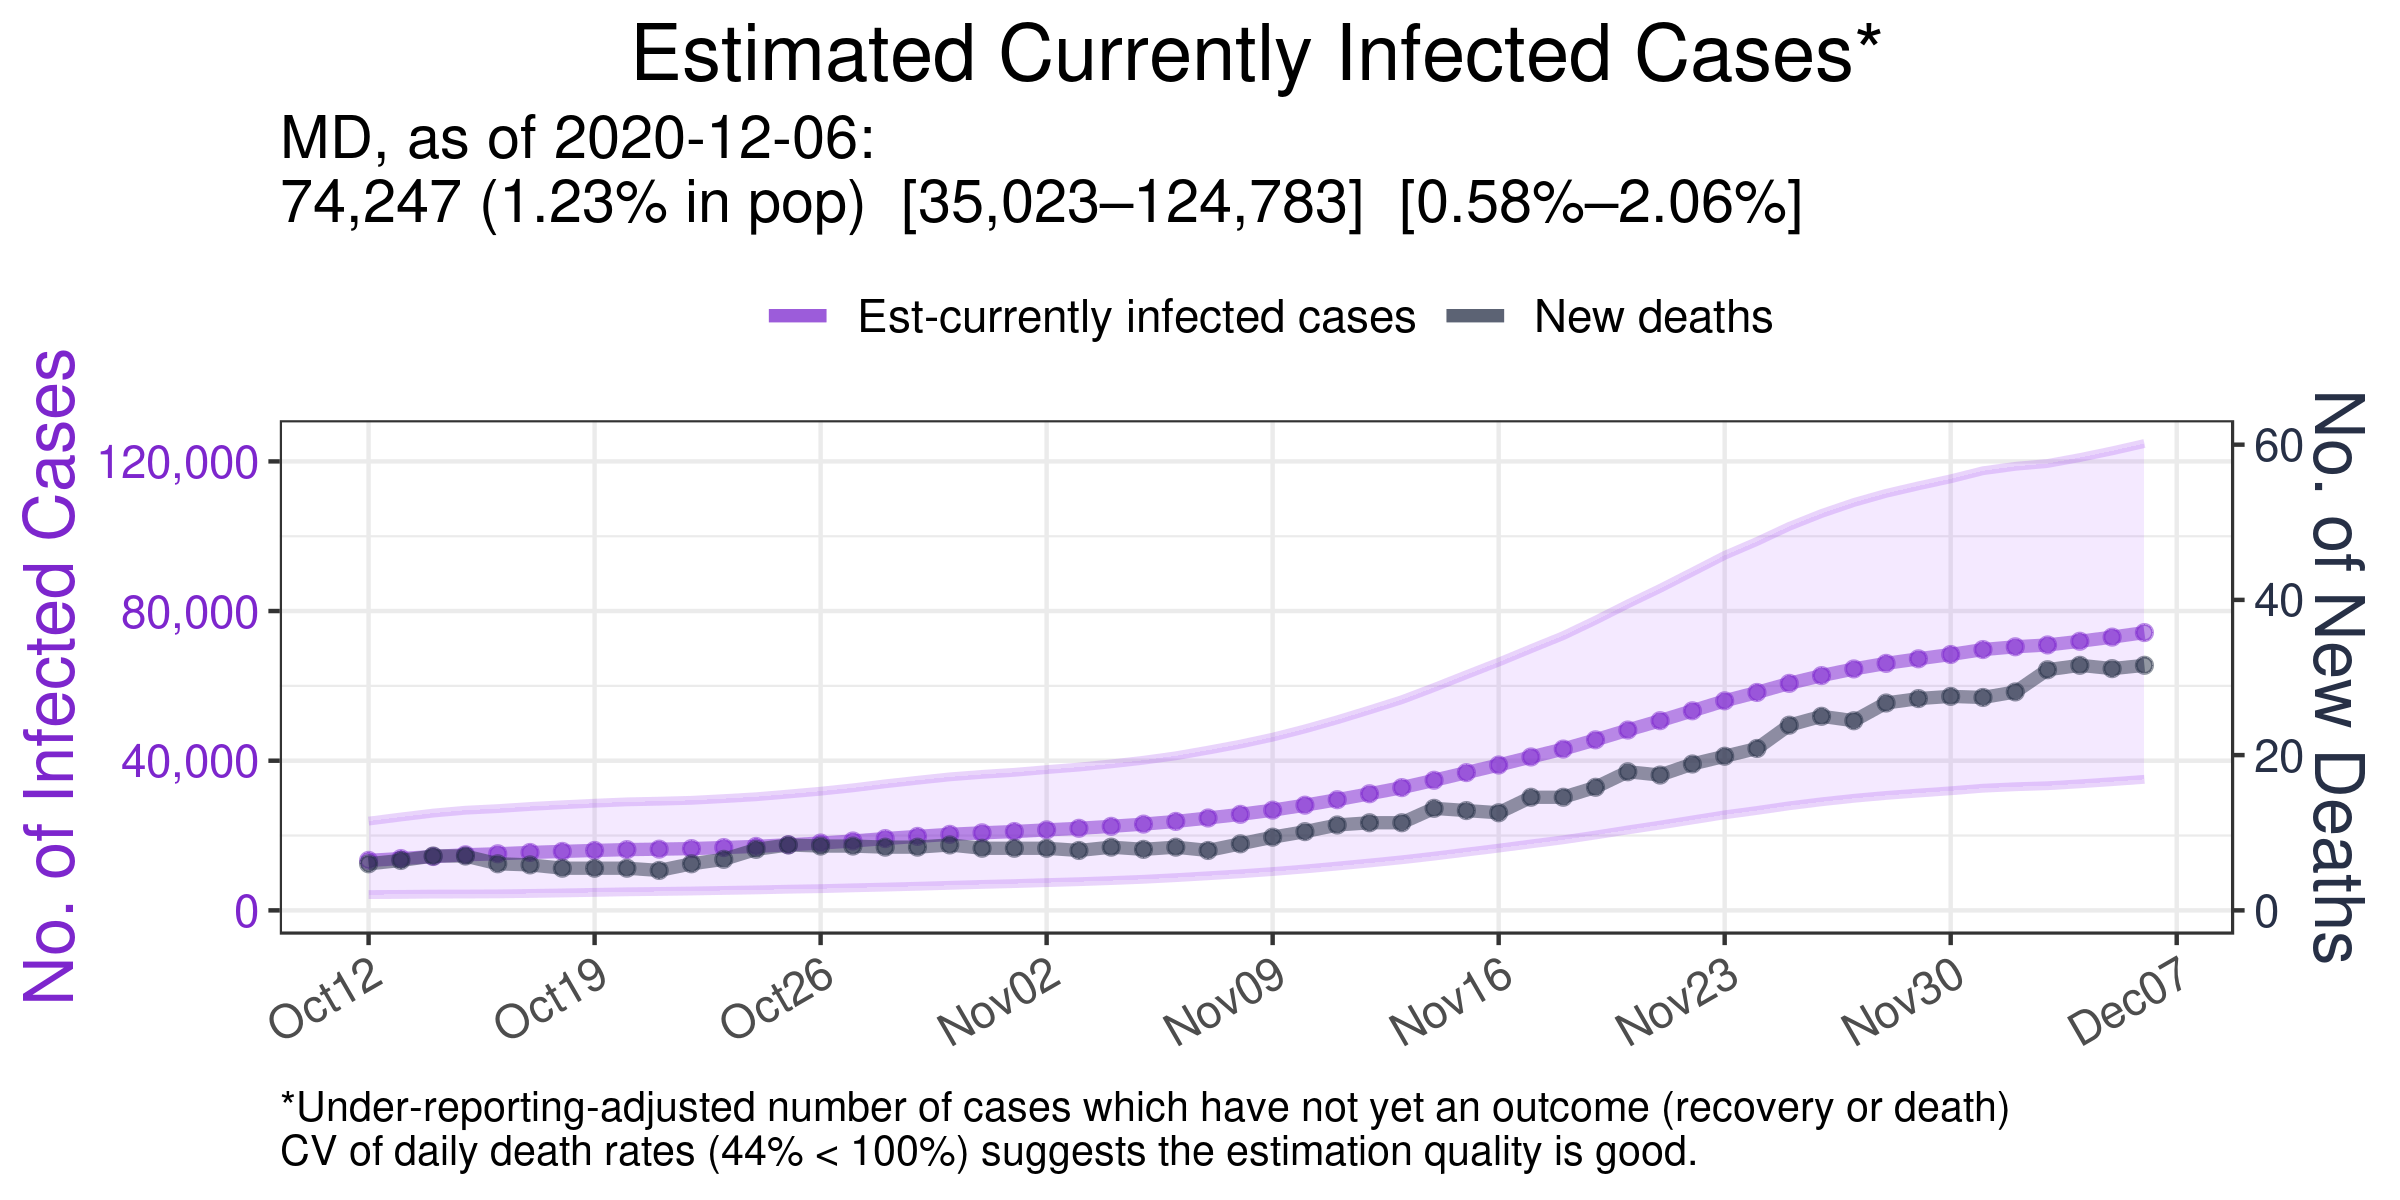 Estimated Currently Infected Cases*
MD, as of 2020-12-06:
74,247 (1.23% in pop)  [35,023–124,783]  [0.58%–2.06%]
Est-currently infected cases
New deaths
No. of Infected Cases
120,000
80,000
40,000
0
60
40
20
0
No. of New Deaths
Oct12
Oct19
Oct26
Nov02
Nov09
Nov16
Nov23
Nov30
Dec07
*Under-reporting-adjusted number of cases which have not yet an outcome (recovery or death)
CV of daily death rates (44% < 100%) suggests the estimation quality is good.